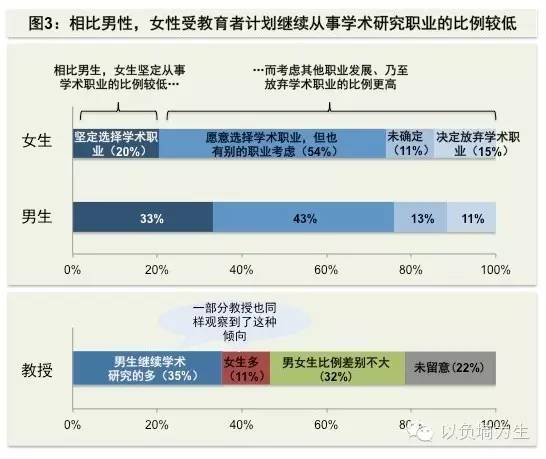 图3：相比男性，女性受教育者计划继续从事学术研究职业的比例较低
相比男生，女生坚定从事
学术职业的比例较低…
…而考虑其他职业发展、乃至
放弃学术职业的比例更高
女生
坚定选择学术职
业（20%）
愿意选择学术职业，但也
有别的职业考虑（54%）
未确定
（11%）
决定放弃学术职
业（15%）
男生
33%
43%
13%
11%
0%
20%
40%
60%
80%
100%
一部分教授也同
样观察到了这种
倾向
教授
男生继续学术
研究的多（35%）
女生多
（11%）
男女生比例差别不大
（32%）
未留意（22%）
0%
20%
40%
60%
80%
100%
以负墒为生